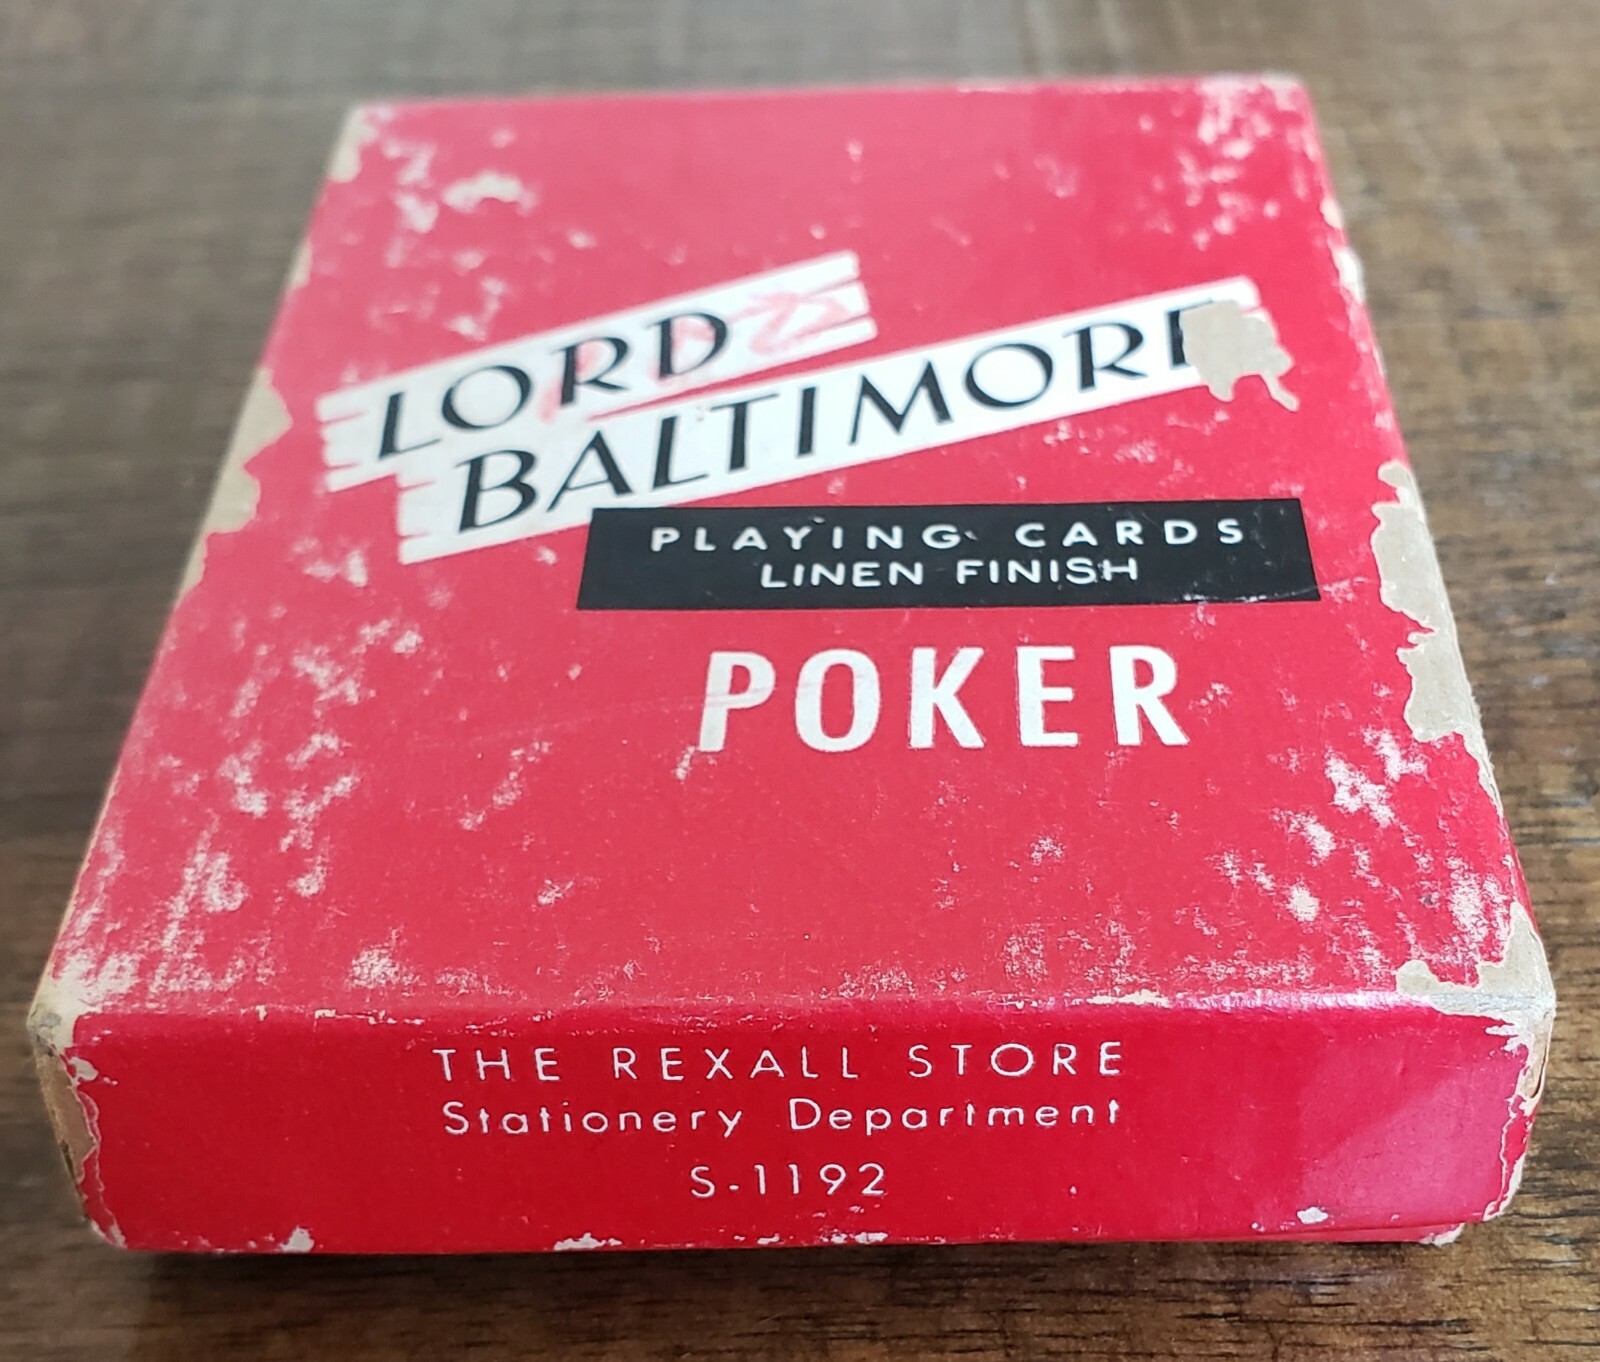 LORD
BALTIMORE
PLAYING CARDS
LINEN FINISH
POKER
THE REXALL STORE
Stationery Department
S-1192